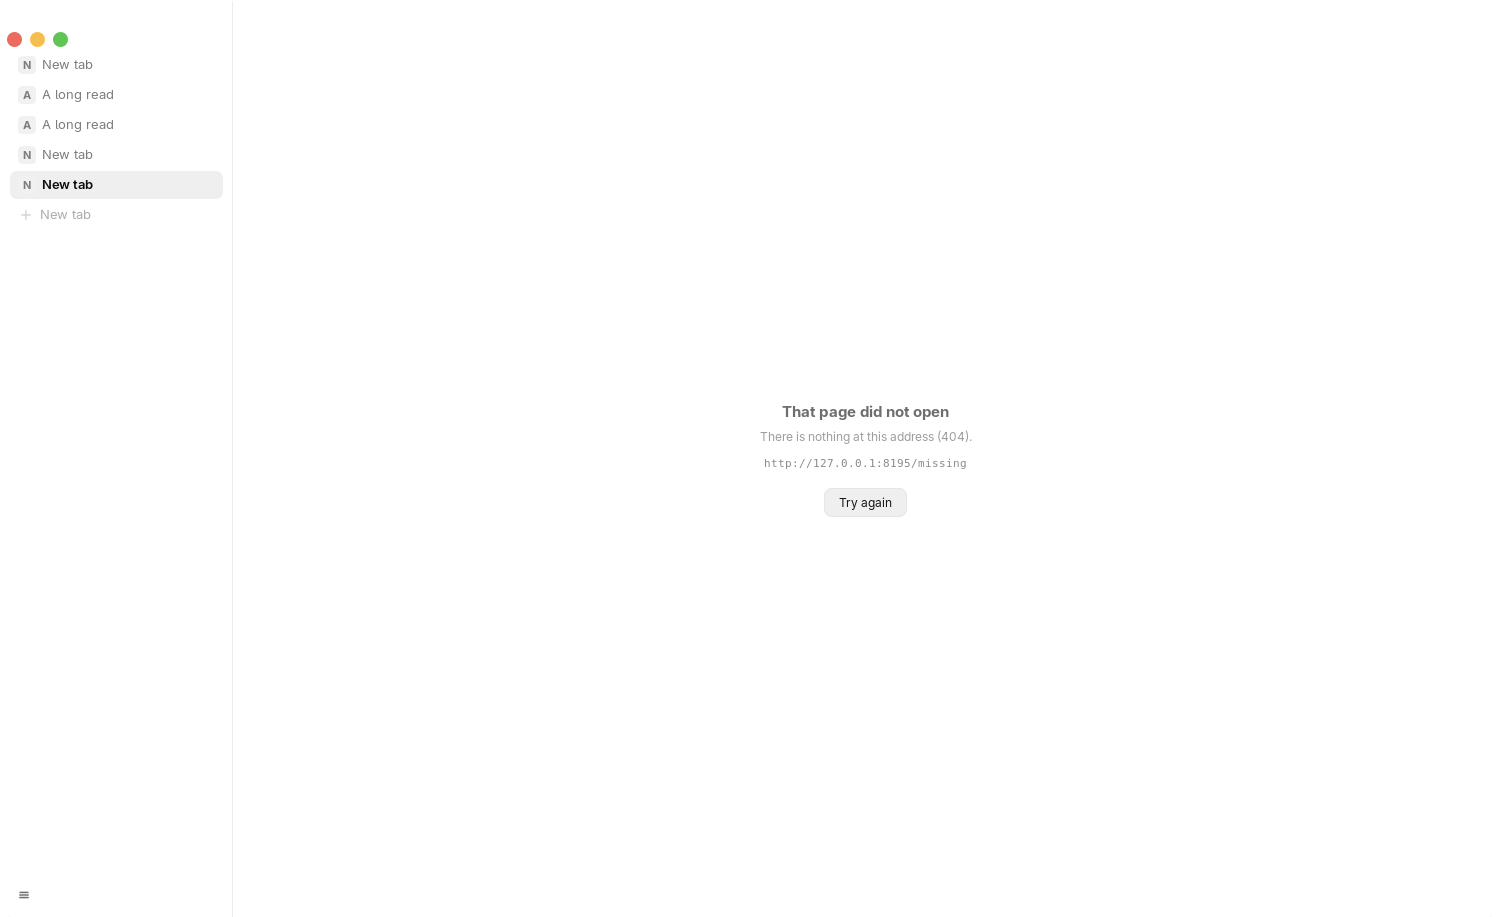 N New tab
A A long read
A A long read
N New tab
N New tab
+ New tab
That page did not open
There is nothing at this address (404).
http://127.0.0.1:8195/missing
Try again